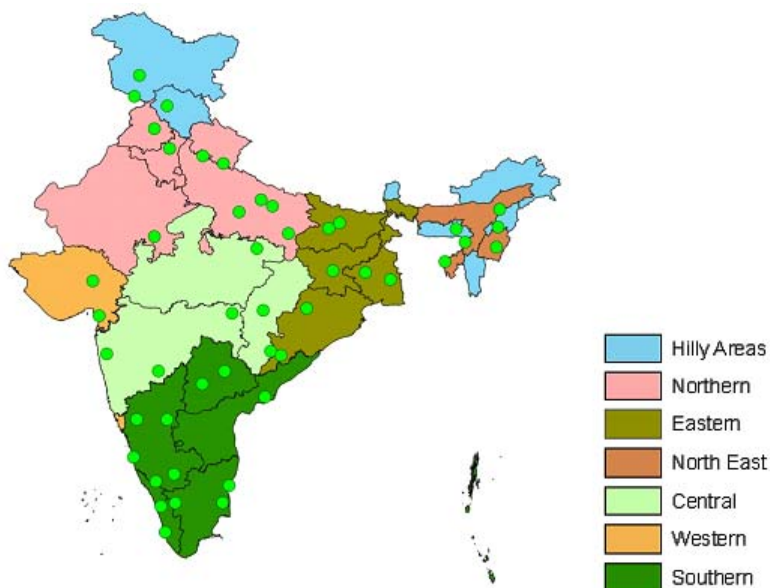 Hilly Areas
Northern
Eastern
North East
Central
Western
Southern